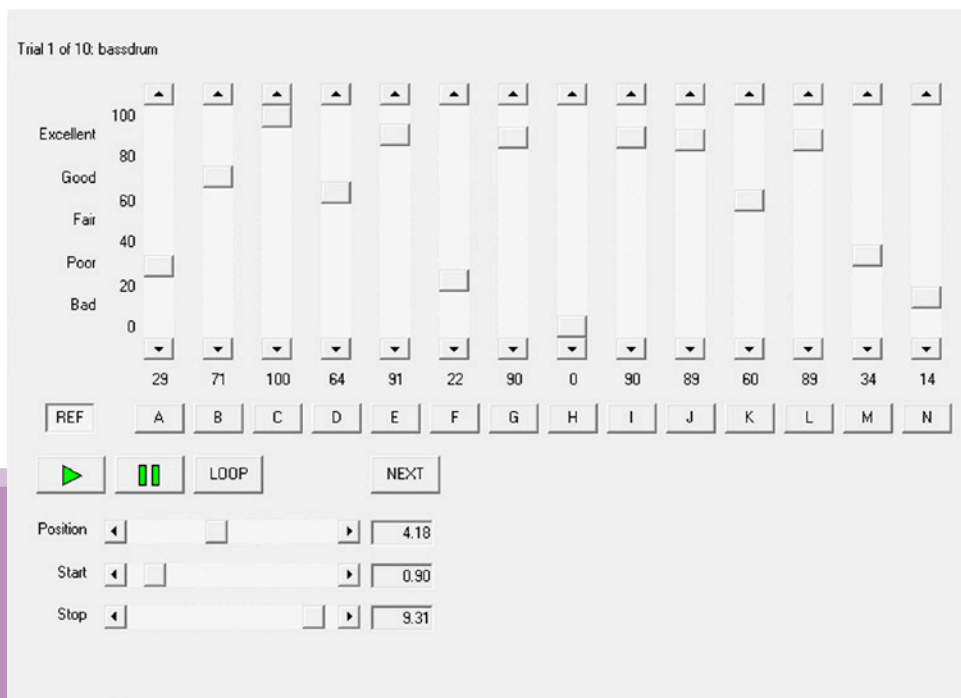 Trial 1 of 10: bassdrum
100
Excellent
80
Good
60
Fair
40
Poor
20
Bad
0
29 71 100 64 91 22 90 0 90 89 60 89 34 14
REF A B C D E F G H I J K L M N
LOOP NEXT
Position 4.18
Start 0.90
Stop 9.31